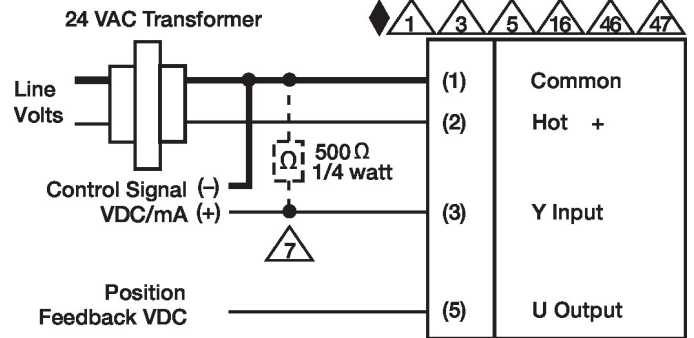 24 VAC Transformer
1 3 5 16 46 47
Line
Volts
(1) Common
(2) Hot +
Ω 500Ω
1/4 watt
Control Signal (–)
VDC/mA (+)
(3) Y Input
7
Position
Feedback VDC
(5) U Output